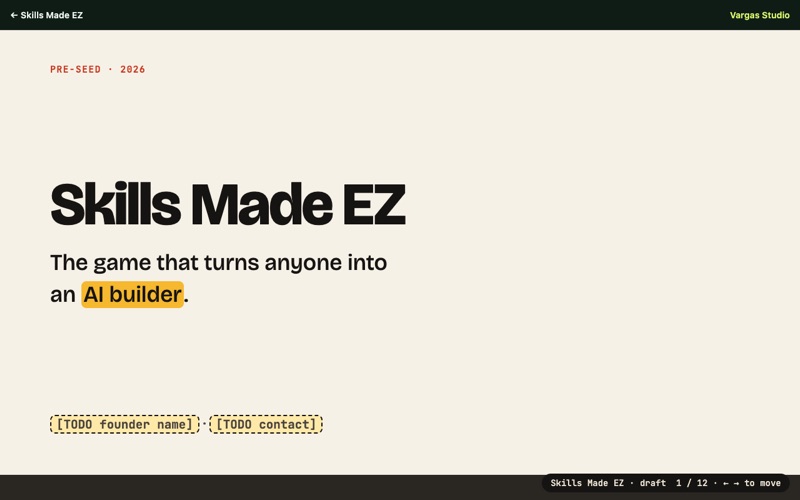 ← Skills Made EZ
Vargas Studio
PRE-SEED · 2026
Skills Made EZ
The game that turns anyone into
an AI builder.
[TODO founder name] · [TODO contact]
Skills Made EZ · draft 1 / 12 · ← → to move